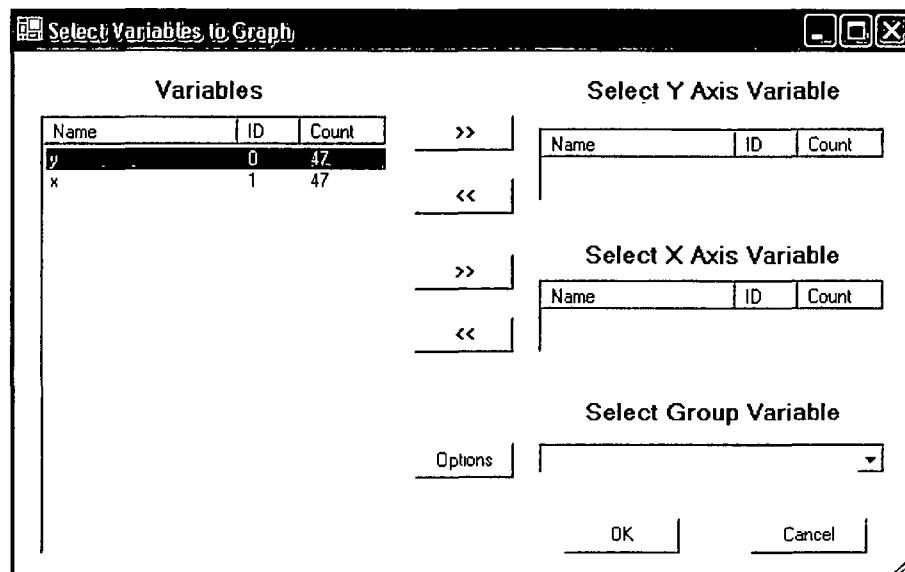 Select Variables to Graph
Variables
Name ID Count
y 0 47
x 1 47
>>
<<
>>
<<
Options
Select Y Axis Variable
Name ID Count
Select X Axis Variable
Name ID Count
Select Group Variable
OK Cancel